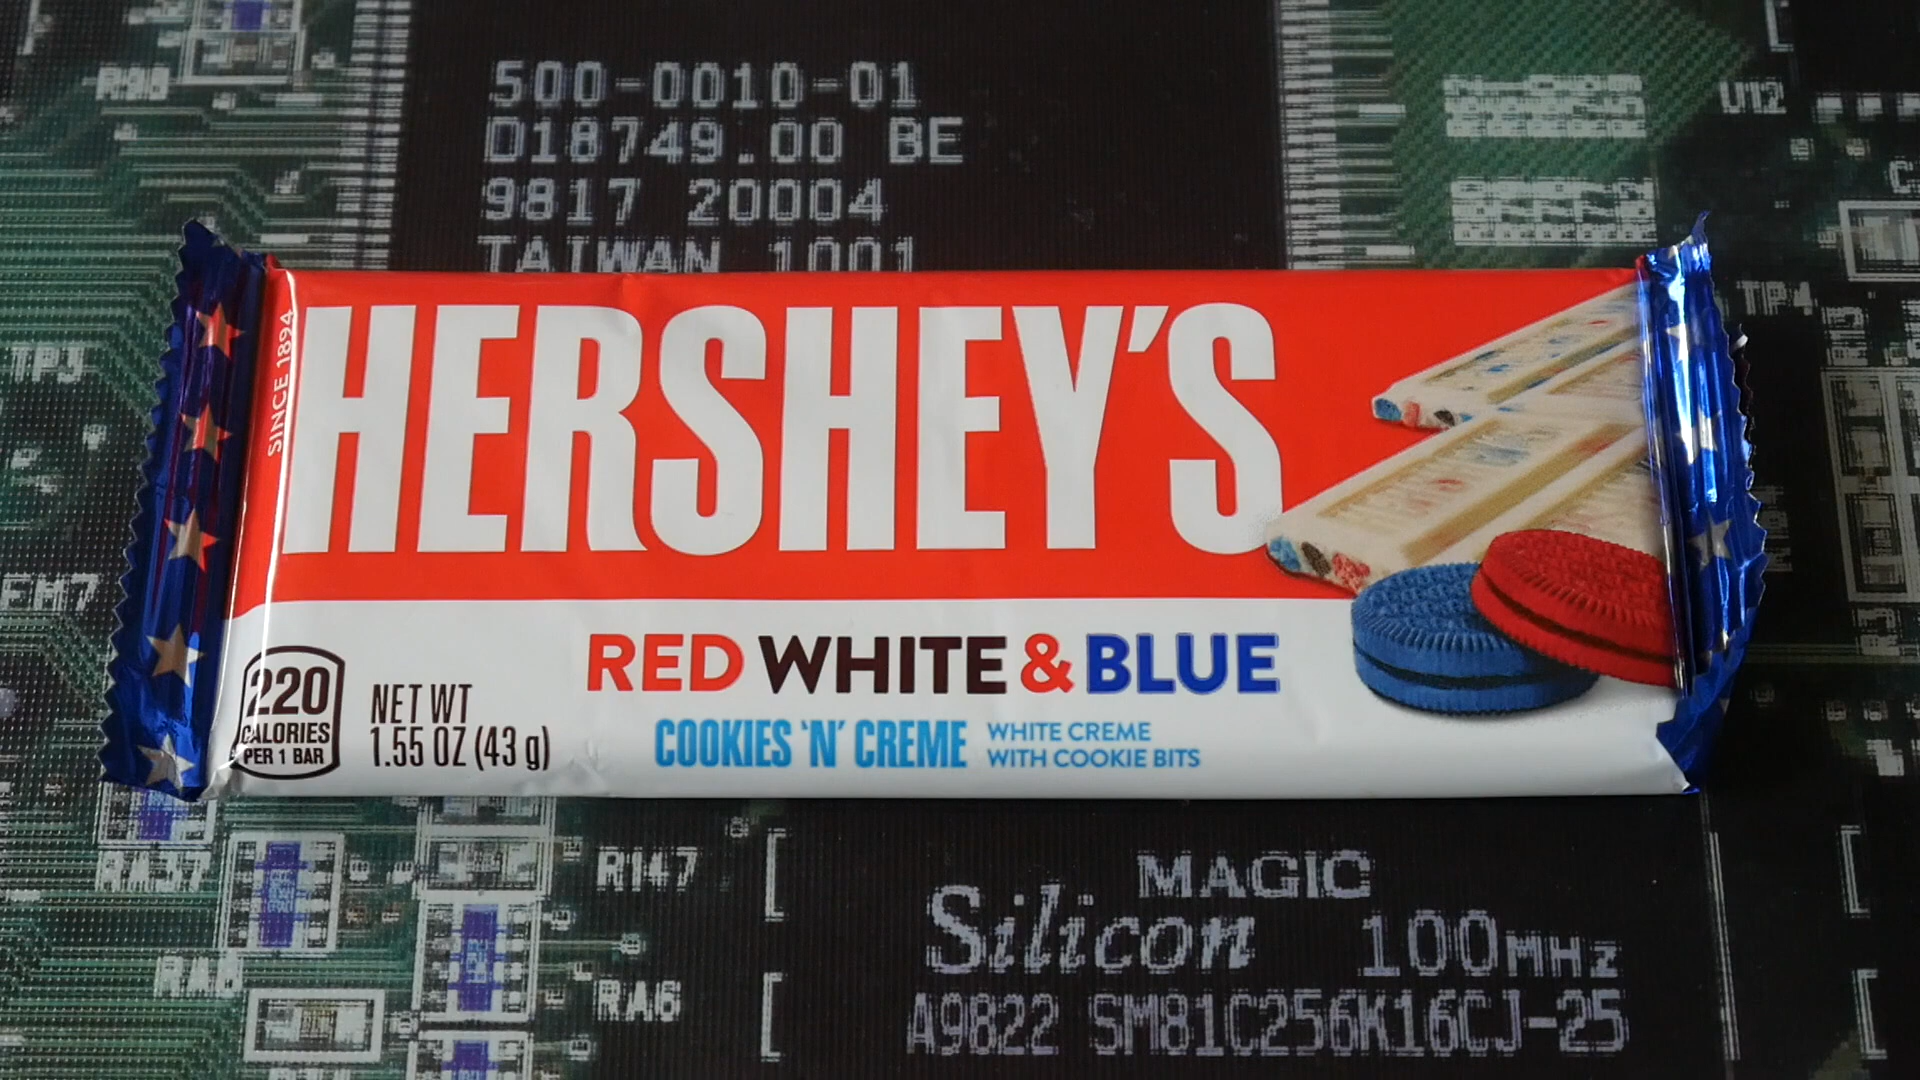 R90
500-0010-01
D18749.00 BE
9817 20004
TAIWAN 1001
U12
TP4
SINCE 1894
HERSHEY'S
RED WHITE & BLUE
COOKIES 'N' CREME
WHITE CREME
WITH COOKIE BITS
220
CALORIES
PER 1 BAR
NET WT
1.55 OZ (43 g)
R147
RA6
MAGIC
Silicon 100MHz
A9822 SM81C256K16CJ-25